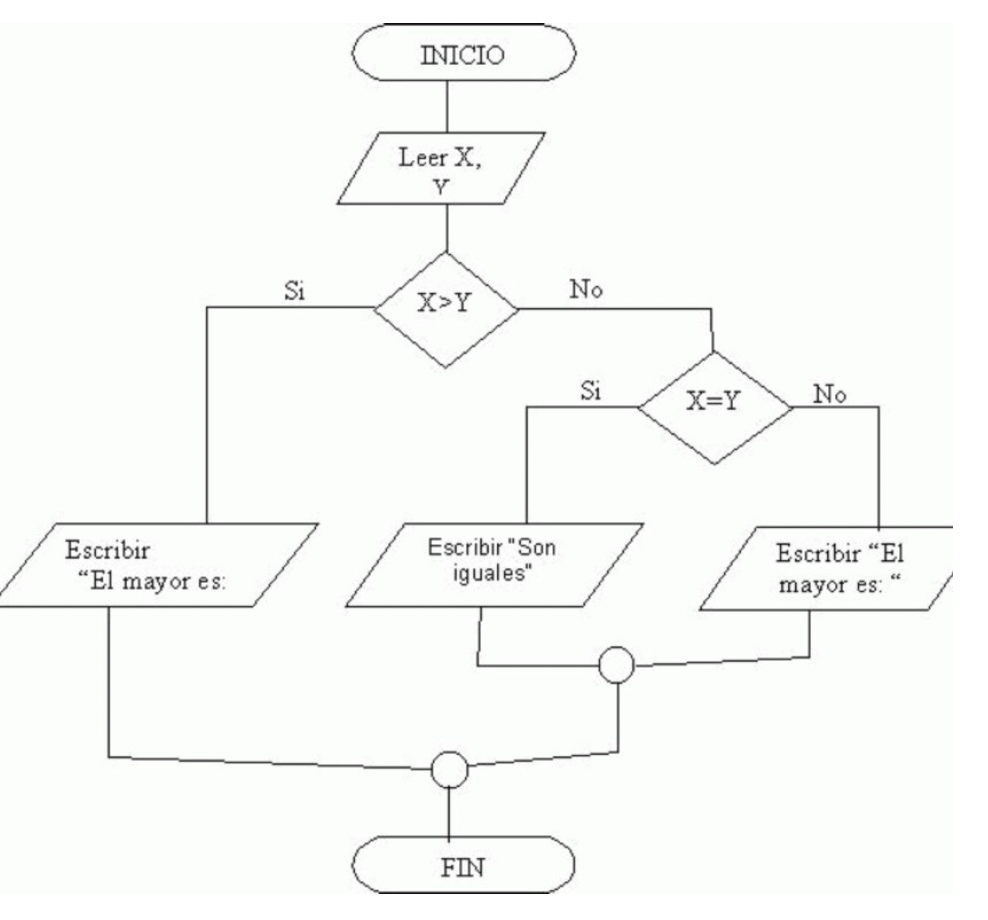 INICIO
Leer X,
Y
X>Y
Si
No
X=Y
Si
No
Escribir
“El mayor es:
Escribir "Son
iguales"
Escribir “El
mayor es: “
FIN